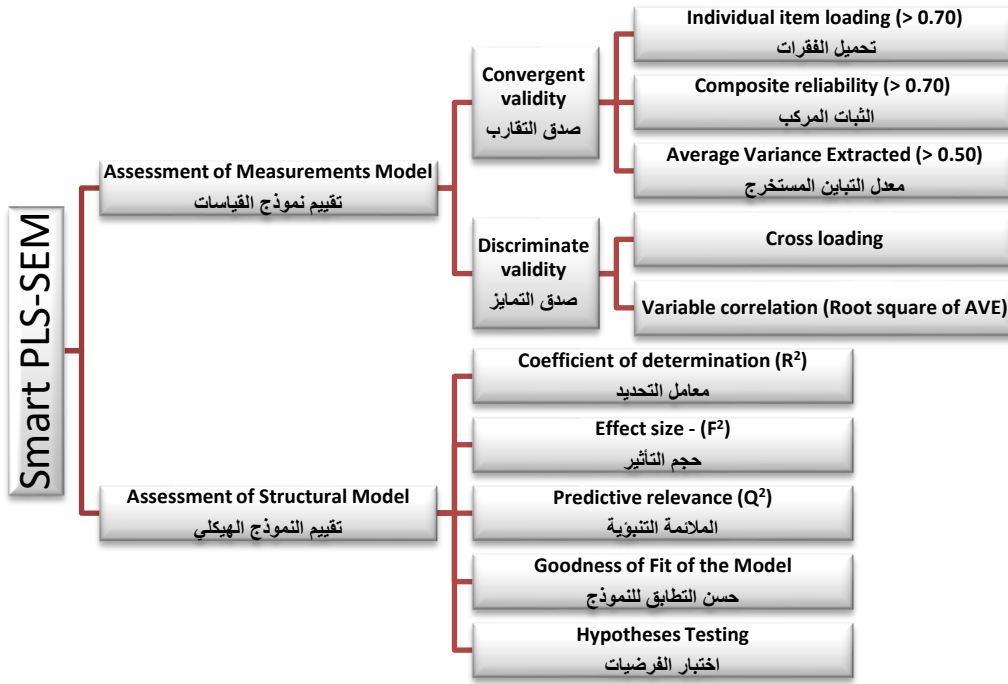 Smart PLS-SEM
Assessment of Measurements Model
تقييم نموذج القياسات
Convergent
validity
صدق التقارب
Individual item loading (> 0.70)
تحميل الفقرات
Composite reliability (> 0.70)
الثبات المركب
Average Variance Extracted (> 0.50)
معدل التباين المستخرج
Discriminate
validity
صدق التمايز
Cross loading
Variable correlation (Root square of AVE)
Assessment of Structural Model
تقييم النموذج الهيكلي
Coefficient of determination (R²)
معامل التحديد
Effect size - (F²)
حجم التأثير
Predictive relevance (Q²)
الملائمة التنبؤية
Goodness of Fit of the Model
حسن التطابق للنموذج
Hypotheses Testing
اختبار الفرضيات